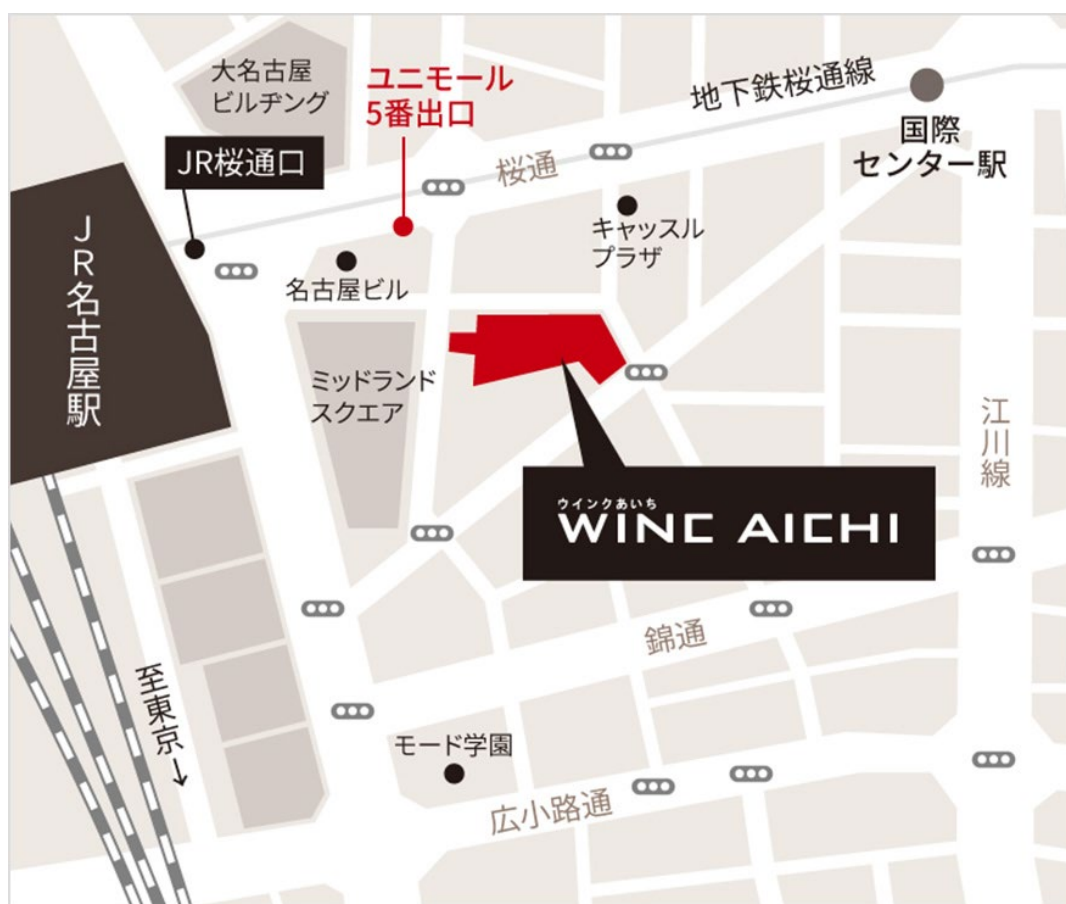 大名古屋
ビルヂング
ユニモール
5番出口
地下鉄桜通線
国際
センター駅
JR桜通口
桜通
キャッスル
プラザ
名古屋ビル
JR名古屋駅
ミッドランド
スクエア
江川線
ウインクあいち
WINC AICHI
錦通
至東京→
モード学園
広小路通